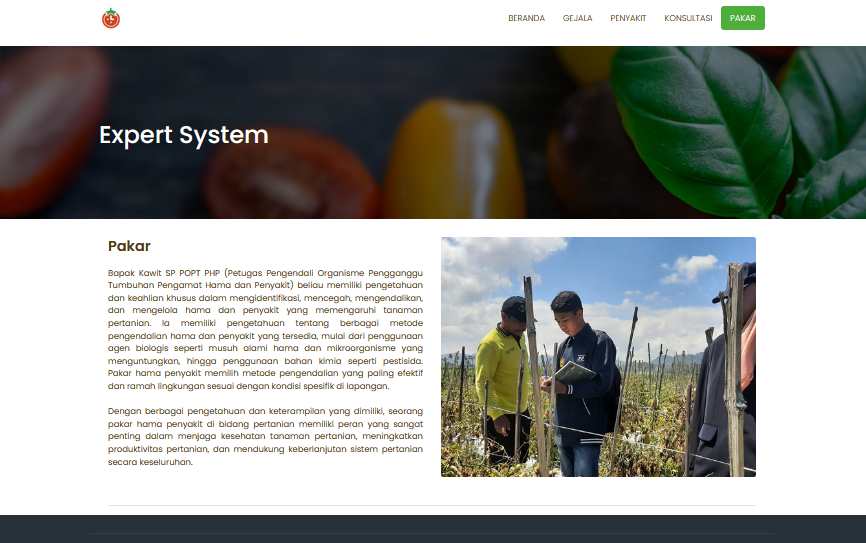 BERANDA GEJALA PENYAKIT KONSULTASI PAKAR
Expert System
Pakar
Bapak Kawit SP POPT PHP (Petugas Pengendali Organisme Pengganggu
Tumbuhan Pengamat Hama dan Penyakit) beliau memiliki pengetahuan
dan keahlian khusus dalam mengidentifikasi, mencegah, mengendalikan,
dan mengelola hama dan penyakit yang memengaruhi tanaman
pertanian. Ia memiliki pengetahuan tentang berbagai metode
pengendalian hama dan penyakit yang tersedia, mulai dari penggunaan
agen biologis seperti musuh alami hama dan mikroorganisme yang
menguntungkan, hingga penggunaan bahan kimia seperti pestisida.
Pakar hama penyakit memilih metode pengendalian yang paling efektif
dan ramah lingkungan sesuai dengan kondisi spesifik di lapangan.
Dengan berbagai pengetahuan dan keterampilan yang dimiliki, seorang
pakar hama penyakit di bidang pertanian memiliki peran yang sangat
penting dalam menjaga kesehatan tanaman pertanian, meningkatkan
produktivitas pertanian, dan mendukung keberlanjutan sistem pertanian
secara keseluruhan.